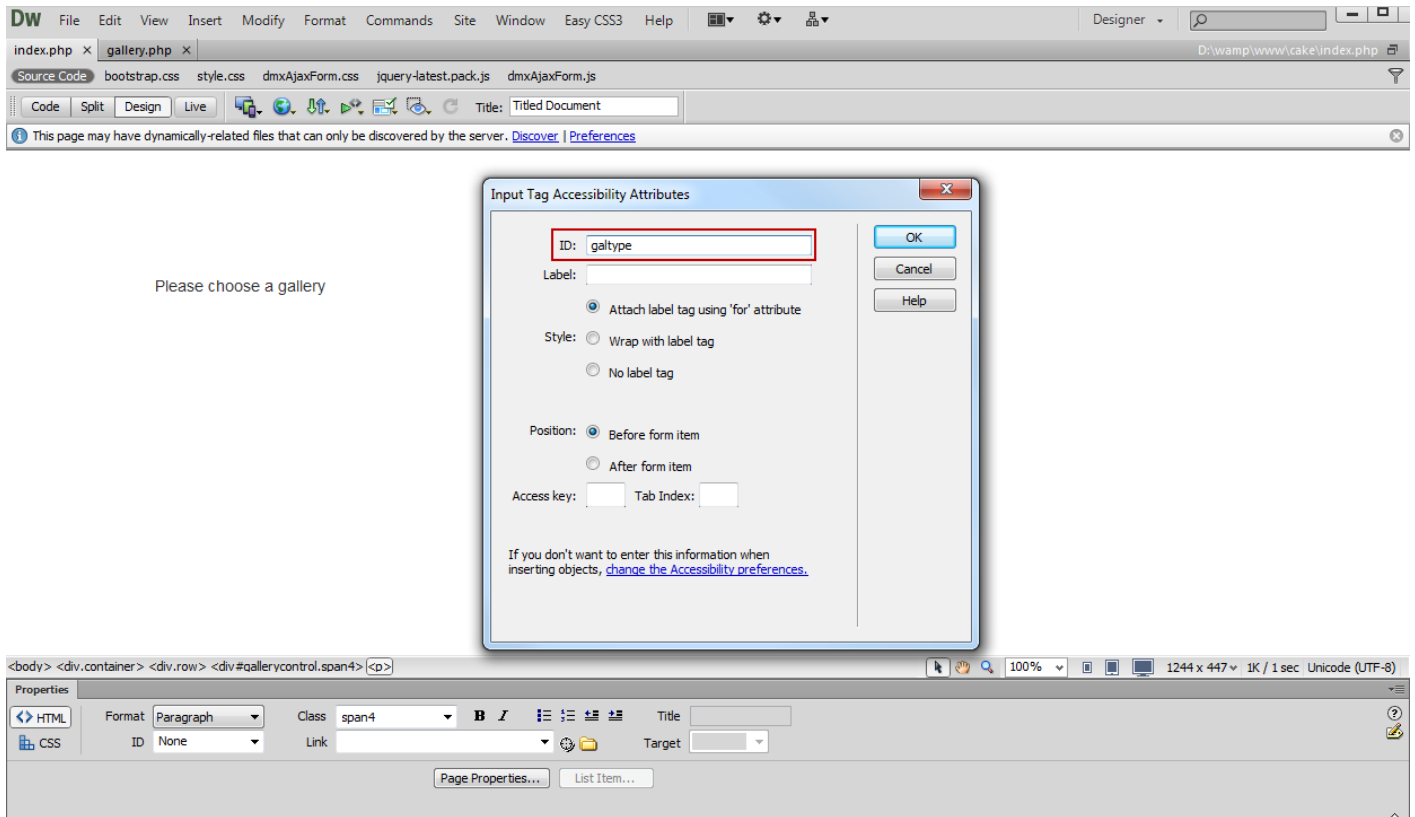 DW File Edit View Insert Modify Format Commands Site Window Easy CSS3 Help Designer
index.php × gallery.php × D:\wamp\www\cake\index.php
Source Code bootstrap.css style.css dmxAjaxForm.css jquery-latest.pack.js dmxAjaxForm.js
Code Split Design Live Title: Titled Document
This page may have dynamically-related files that can only be discovered by the server. Discover | Preferences
Input Tag Accessibility Attributes
ID: galtype OK
Label: Cancel
Please choose a gallery
Attach label tag using 'for' attribute Help
Style: Wrap with label tag
No label tag
Position: Before form item
After form item
Access key: Tab Index:
If you don't want to enter this information when
inserting objects, change the Accessibility preferences.
<body> <div.container> <div.row> <div#gallerycontrol.span4> <p> 100% 1244 x 447 1K / 1 sec Unicode (UTF-8)
Properties
<> HTML Format Paragraph Class span4 B I Title
CSS ID None Link Target
Page Properties... List Item...